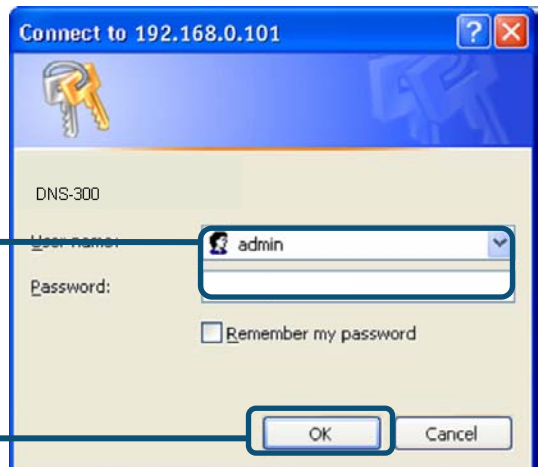 Connect to 192.168.0.101
DNS-300
User name:
admin
Password:
Remember my password
OK
Cancel